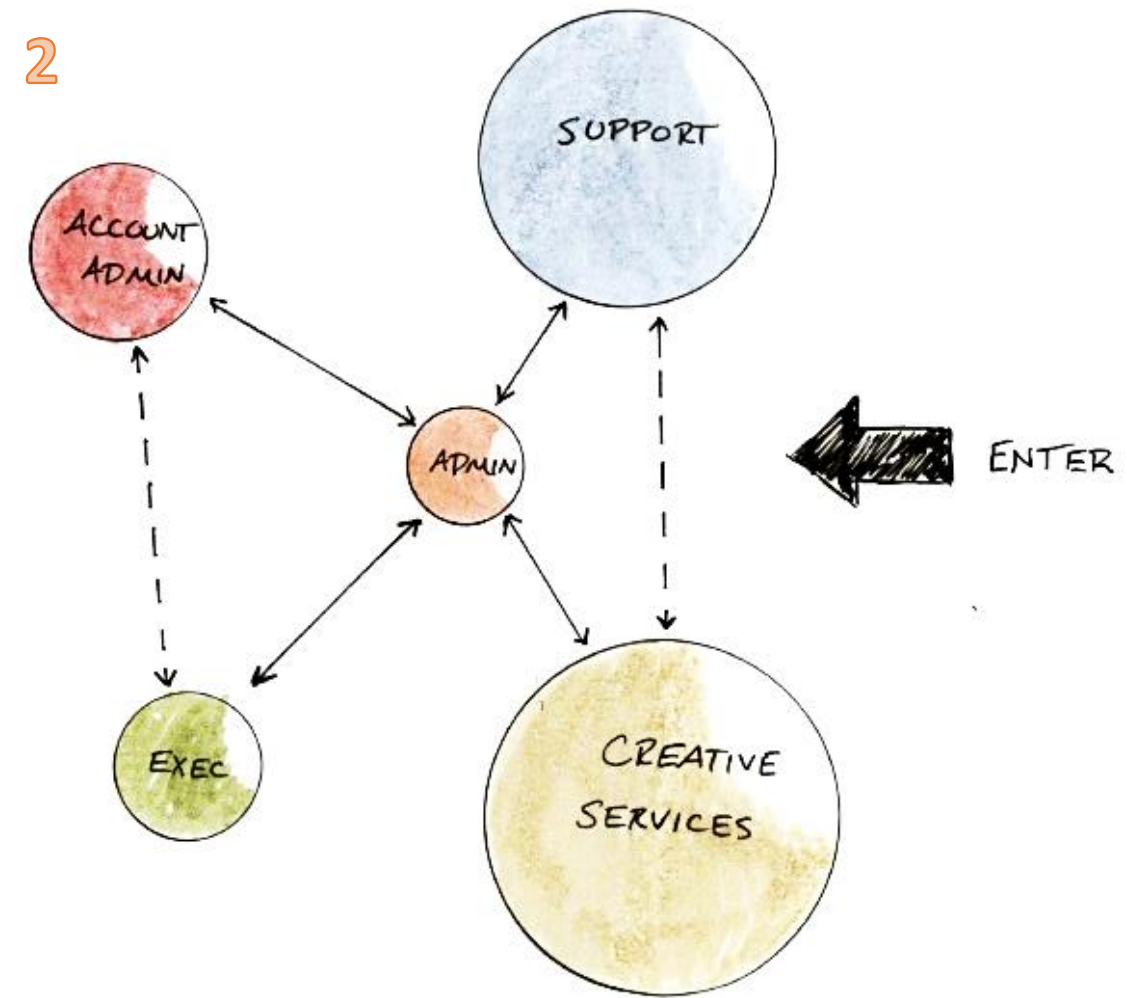 2
SUPPORT
ACCOUNT
ADMIN
ADMIN
ENTER
EXEC
CREATIVE
SERVICES